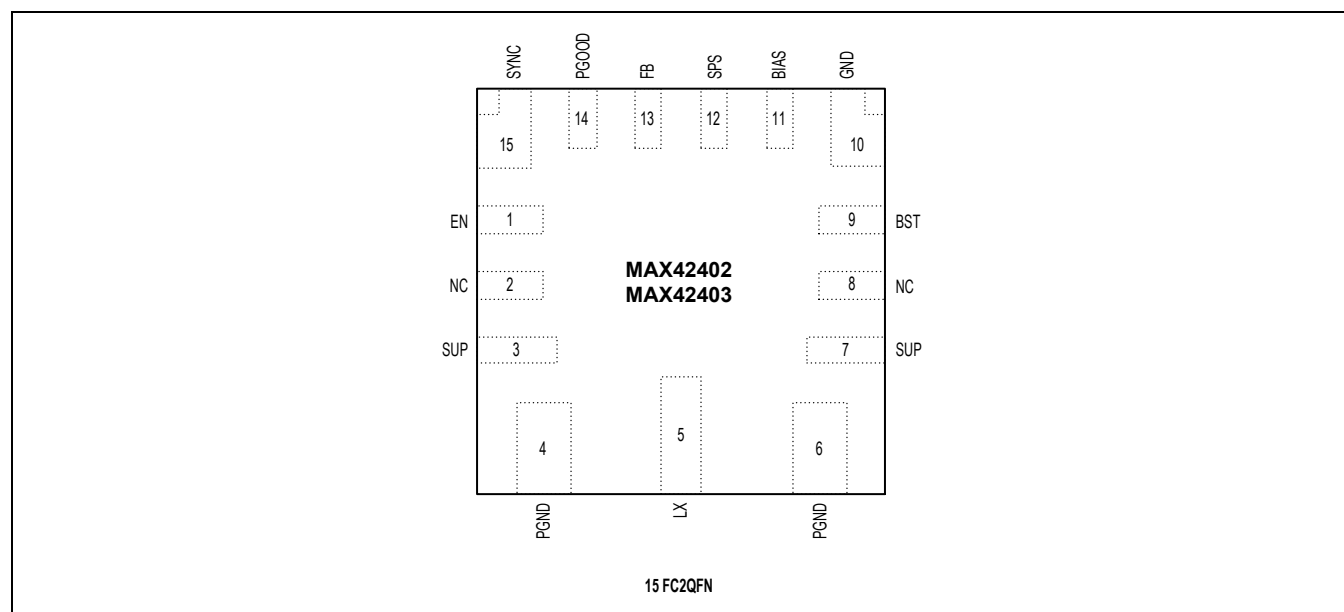 SYNC PGOOD FB SPS BIAS GND
15 14 13 12 11 10
EN 1 9 BST
MAX42402
NC 2 8 NC
MAX42403
SUP 3 7 SUP
4 5 6
PGND LX PGND
15 FC2QFN